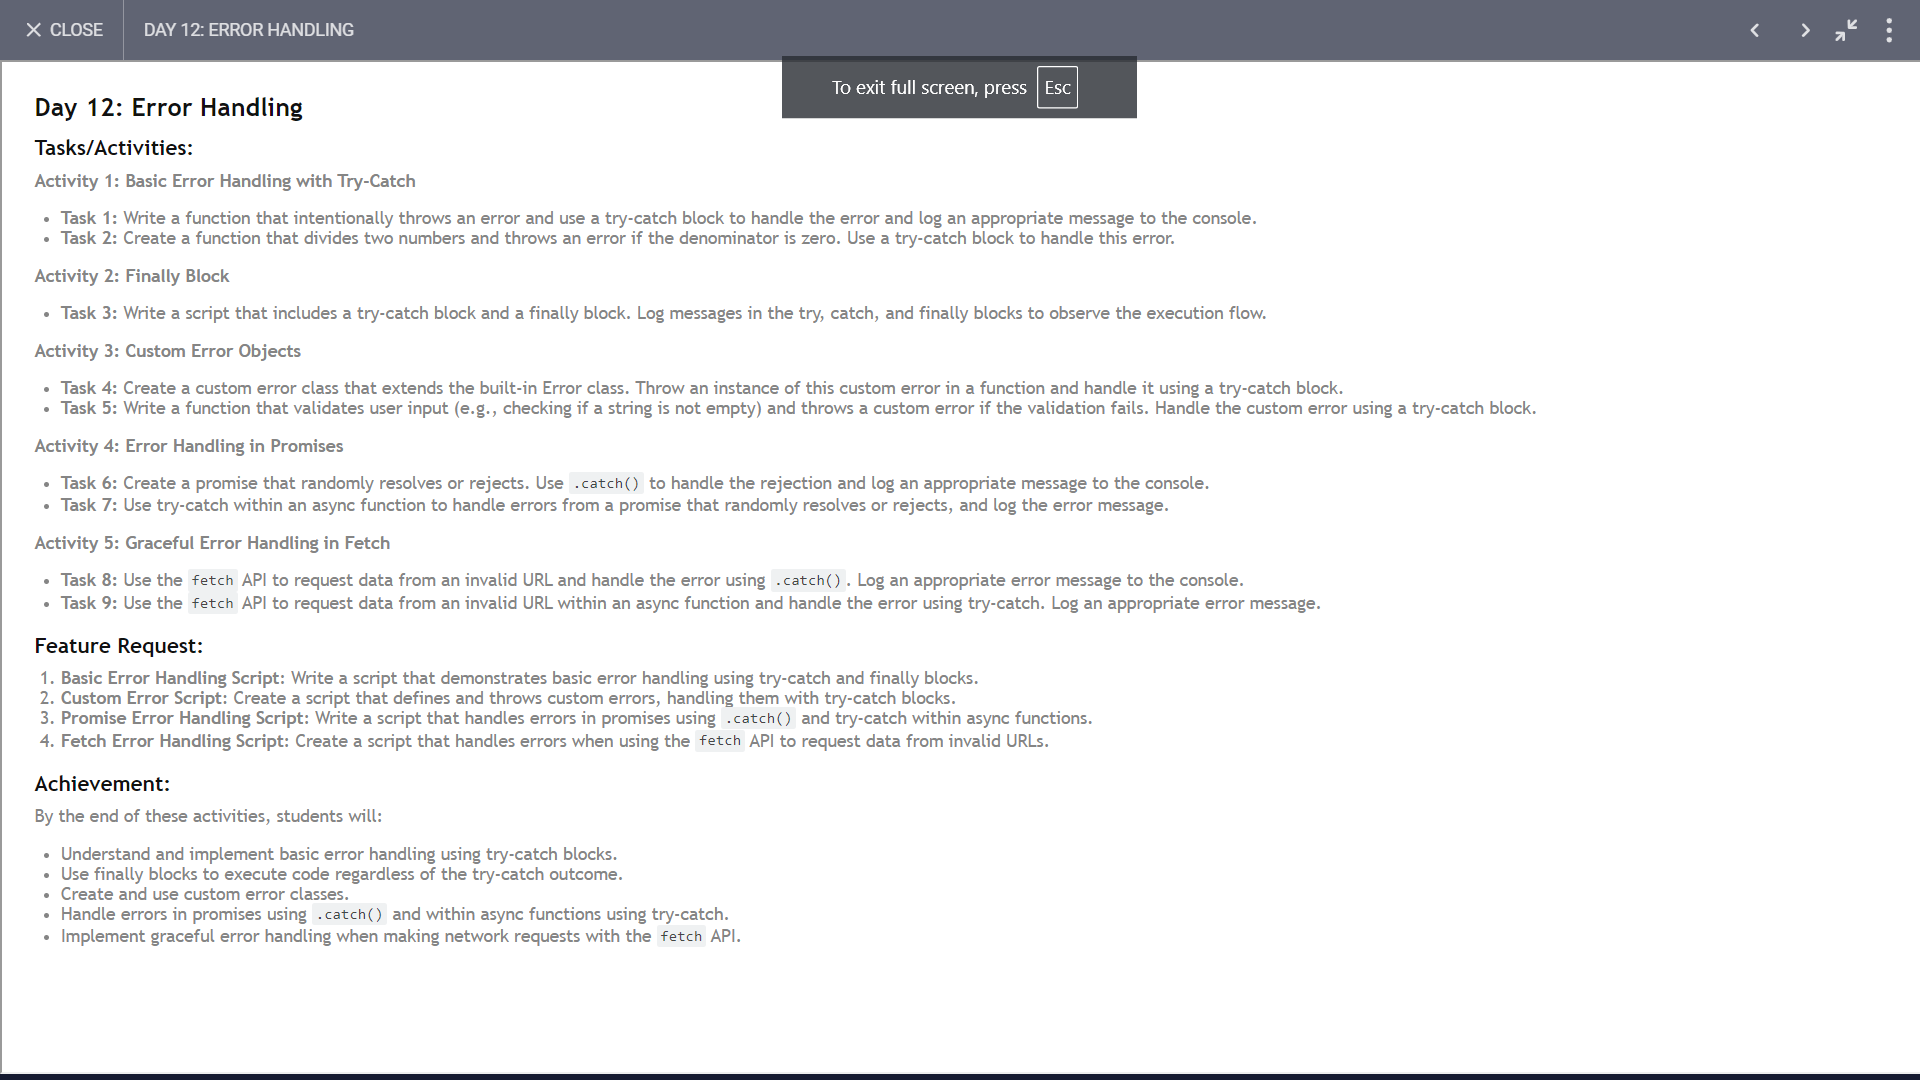 CLOSE
DAY 12: ERROR HANDLING
To exit full screen, press Esc
Day 12: Error Handling
Tasks/Activities:
Activity 1: Basic Error Handling with Try-Catch
• Task 1: Write a function that intentionally throws an error and use a try-catch block to handle the error and log an appropriate message to the console.
• Task 2: Create a function that divides two numbers and throws an error if the denominator is zero. Use a try-catch block to handle this error.
Activity 2: Finally Block
• Task 3: Write a script that includes a try-catch block and a finally block. Log messages in the try, catch, and finally blocks to observe the execution flow.
Activity 3: Custom Error Objects
• Task 4: Create a custom error class that extends the built-in Error class. Throw an instance of this custom error in a function and handle it using a try-catch block.
• Task 5: Write a function that validates user input (e.g., checking if a string is not empty) and throws a custom error if the validation fails. Handle the custom error using a try-catch block.
Activity 4: Error Handling in Promises
• Task 6: Create a promise that randomly resolves or rejects. Use .catch() to handle the rejection and log an appropriate message to the console.
• Task 7: Use try-catch within an async function to handle errors from a promise that randomly resolves or rejects, and log the error message.
Activity 5: Graceful Error Handling in Fetch
• Task 8: Use the fetch API to request data from an invalid URL and handle the error using .catch(). Log an appropriate error message to the console.
• Task 9: Use the fetch API to request data from an invalid URL within an async function and handle the error using try-catch. Log an appropriate error message.
Feature Request:
1. Basic Error Handling Script: Write a script that demonstrates basic error handling using try-catch and finally blocks.
2. Custom Error Script: Create a script that defines and throws custom errors, handling them with try-catch blocks.
3. Promise Error Handling Script: Write a script that handles errors in promises using .catch() and try-catch within async functions.
4. Fetch Error Handling Script: Create a script that handles errors when using the fetch API to request data from invalid URLs.
Achievement:
By the end of these activities, students will:
• Understand and implement basic error handling using try-catch blocks.
• Use finally blocks to execute code regardless of the try-catch outcome.
• Create and use custom error classes.
• Handle errors in promises using .catch() and within async functions using try-catch.
• Implement graceful error handling when making network requests with the fetch API.